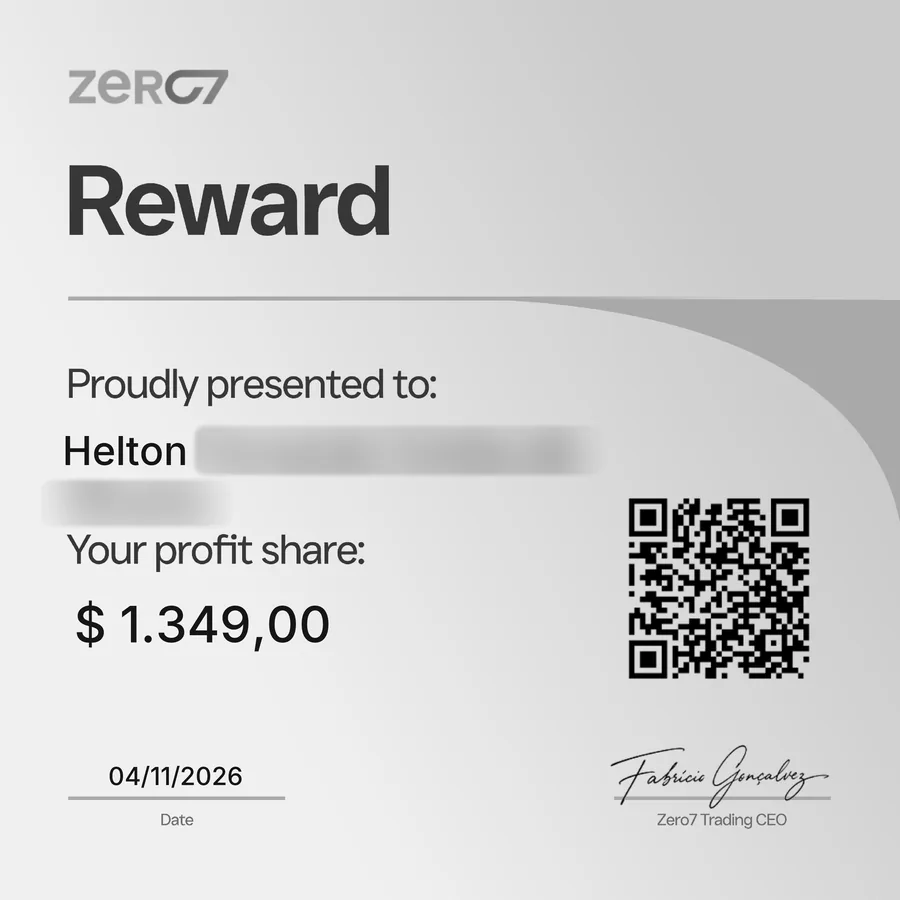 zero7
Reward
Proudly presented to:
Helton
Your profit share:
$ 1.349,00
04/11/2026
Date
Fabrício Gonçalvez
Zero7 Trading CEO